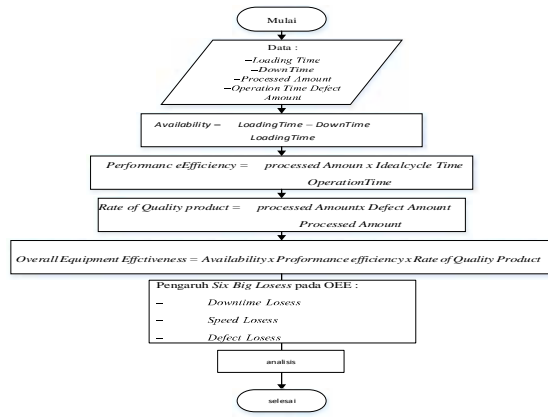 Mulai
Data :
–Loading Time
–DownTime
–Processed Amount
–Operation Time Defect
Amount
Availability = LoadingTime – DownTime
LoadingTime
Performanc eEfficiency = processed Amoun x Idealcycle Time
OperationTime
Rate of Quality product = processed Amountx Defect Amount
Processed Amount
Overall Equipment Effctiveness = Availability x Proformance efficiency x Rate of Quality Product
Pengaruh Six Big Losess pada OEE :
– Downtime Losess
– Speed Losess
– Defect Losess
analisis
selesai